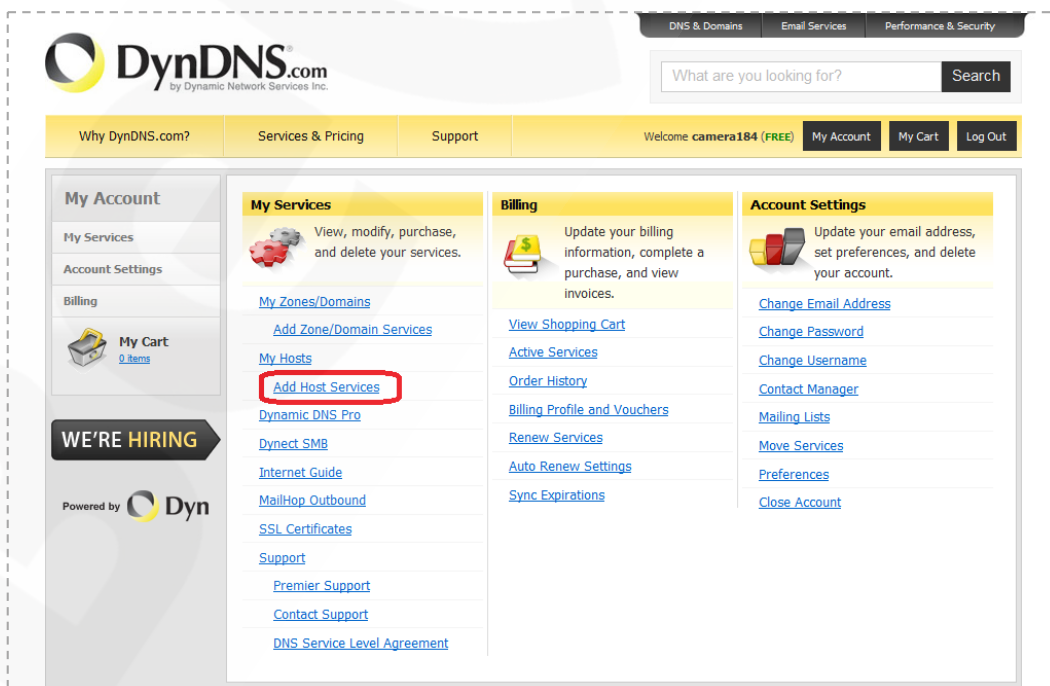 DNS & Domains
Email Services
Performance & Security
DynDNS.com
by Dynamic Network Services Inc.
What are you looking for?
Search
Why DynDNS.com?
Services & Pricing
Support
Welcome camera184 (FREE)
My Account
My Cart
Log Out
My Account
My Services
Account Settings
Billing
My Cart
0 items
WE'RE HIRING
Powered by Dyn
My Services
View, modify, purchase,
and delete your services.
My Zones/Domains
Add Zone/Domain Services
My Hosts
Add Host Services
Dynamic DNS Pro
Dynect SMB
Internet Guide
MailHop Outbound
SSL Certificates
Support
Premier Support
Contact Support
DNS Service Level Agreement
Billing
Update your billing
information, complete a
purchase, and view
invoices.
View Shopping Cart
Active Services
Order History
Billing Profile and Vouchers
Renew Services
Auto Renew Settings
Sync Expirations
Account Settings
Update your email address,
set preferences, and delete
your account.
Change Email Address
Change Password
Change Username
Contact Manager
Mailing Lists
Move Services
Preferences
Close Account